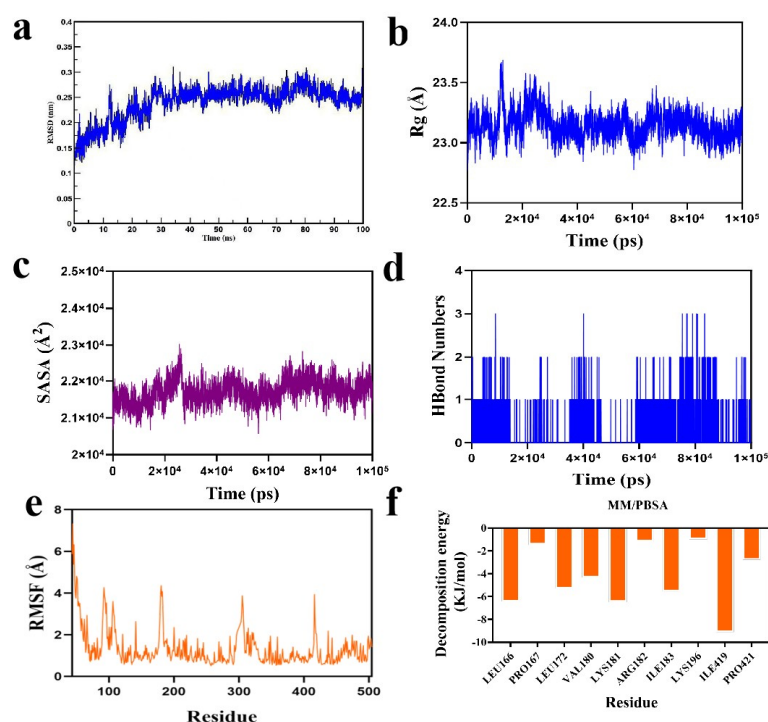 a
0.4
0.35
0.3
0.25
0.2
0.15
0.1
0.05
0
RMSD (nm)
0 10 20 30 40 50 60 70 80 90 100
Time (ns)
b
24.0
23.5
23.0
22.5
Rg (Å)
0 2×10⁴ 4×10⁴ 6×10⁴ 8×10⁴ 1×10⁵
Time (ps)
c
2.5×10⁴
2.4×10⁴
2.3×10⁴
2.2×10⁴
2.1×10⁴
2×10⁴
SASA (Å²)
0 2×10⁴ 4×10⁴ 6×10⁴ 8×10⁴ 1×10⁵
Time (ps)
d
4
3
2
1
0
HBond Numbers
0 2×10⁴ 4×10⁴ 6×10⁴ 8×10⁴ 1×10⁵
Time (ps)
e
8
6
4
2
0
RMSF (Å)
100 200 300 400 500
Residue
f
MM/PBSA
0
-2
-4
-6
-8
-10
Decomposition energy
(KJ/mol)
LEU166 PRO167 LEU172 VAL180 LYS181 ARG182 ILE183 LYS196 ILE419 PRO421
Residue